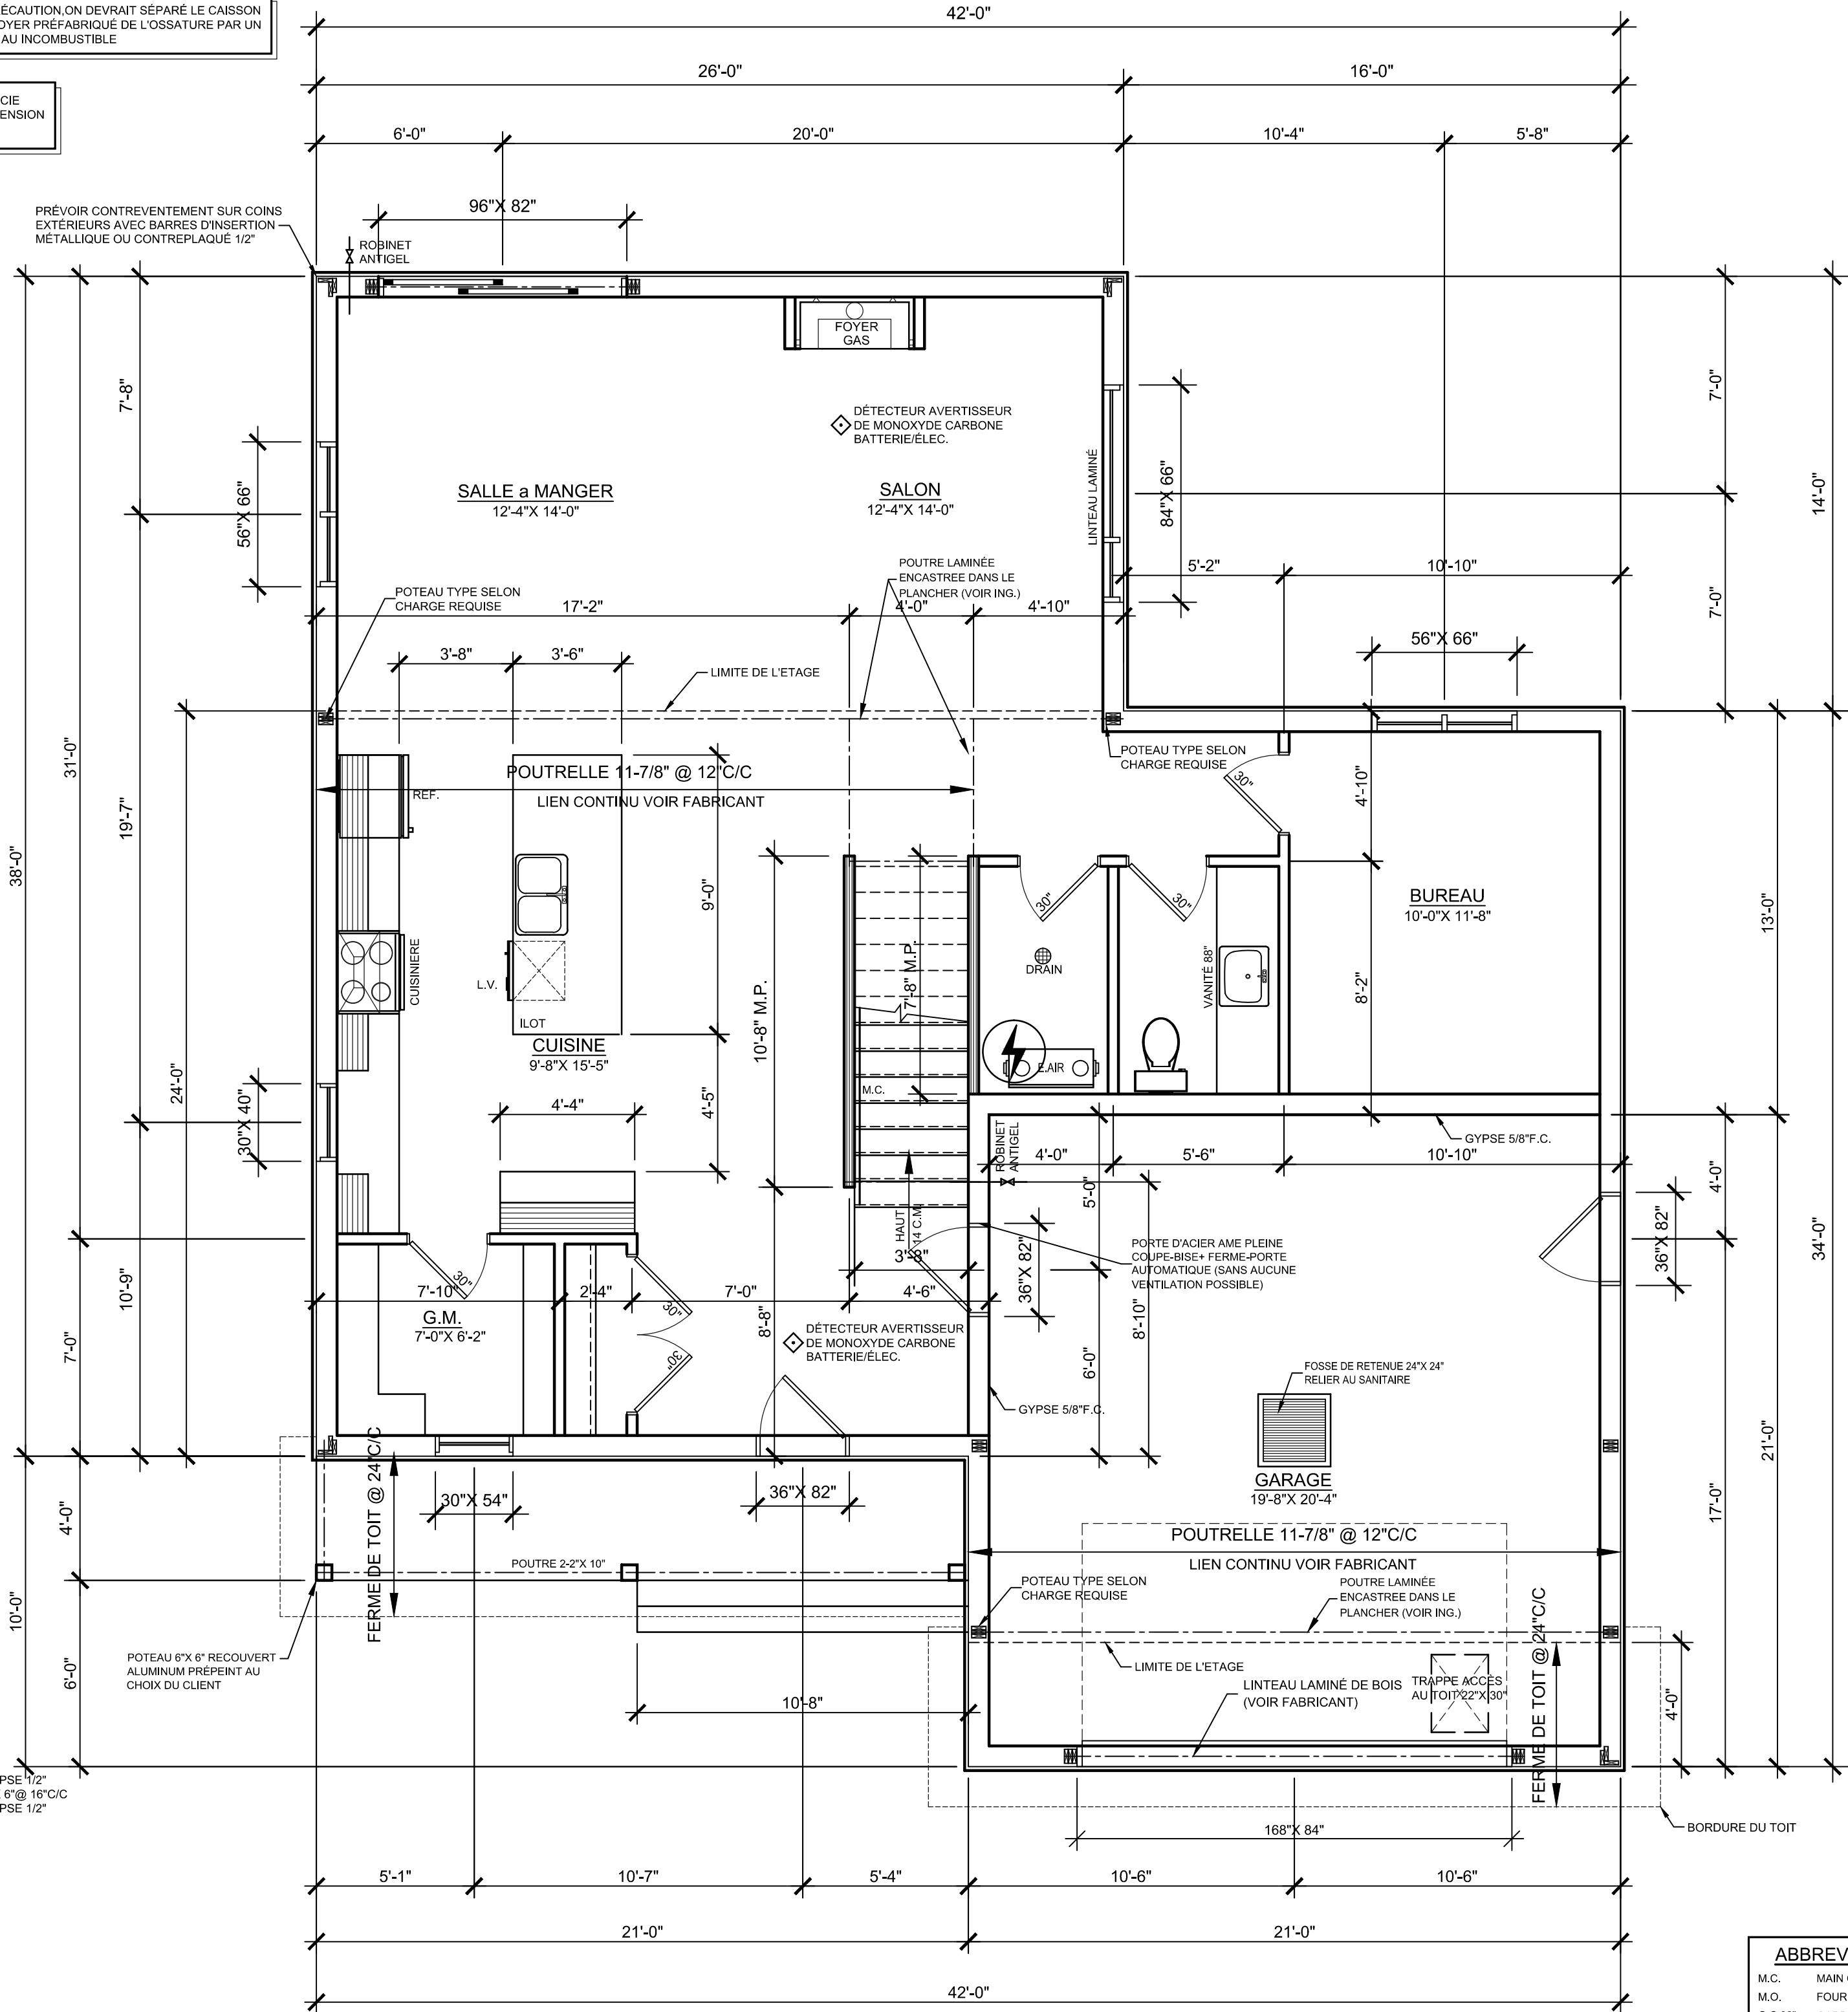 ÉCAUTION,ON DEVRAIT SÉPARÉ LE CAISSON
OYER PRÉFABRIQUÉ DE L'OSSATURE PAR UN
AU INCOMBUSTIBLE
CIE
ENSION
42'-0"
26'-0"
16'-0"
6'-0"
20'-0"
10'-4"
5'-8"
96"X 82"
PRÉVOIR CONTREVENTEMENT SUR COINS
EXTÉRIEURS AVEC BARRES D'INSERTION
MÉTALLIQUE OU CONTREPLAQUÉ 1/2"
ROBINET
ANTIGEL
FOYER
GAS
DÉTECTEUR AVERTISSEUR
DE MONOXYDE CARBONE
BATTERIE/ÉLEC.
SALLE a MANGER
12'-4"X 14'-0"
SALON
12'-4"X 14'-0"
LINTEAU LAMINÉ
84"X 66"
56"X 66"
7'-8"
7'-0"
14'-0"
7'-0"
POTEAU TYPE SELON
CHARGE REQUISE
POUTRE LAMINÉE
ENCASTREE DANS LE
PLANCHER (VOIR ING.)
17'-2"
4'-0"
4'-10"
5'-2"
10'-10"
56"X 66"
3'-8"
3'-6"
LIMITE DE L'ETAGE
38'-0"
31'-0"
19'-7"
24'-0"
POUTRELLE 11-7/8" @ 12"C/C
LIEN CONTINU VOIR FABRICANT
POTEAU TYPE SELON
CHARGE REQUISE
30"
4'-10"
REF.
9'-0"
CUISINIERE
L.V.
ILOT
CUISINE
9'-8"X 15'-5"
4'-4"
4'-5"
10'-8" M.P.
7'-8" M.P.
M.C.
30"
30"
DRAIN
E.AIR
VANITÉ 88"
BUREAU
10'-0"X 11'-8"
8'-2"
13'-0"
30"X 40"
GYPSE 5/8"F.C.
ROBINET
ANTIGEL
4'-0"
5'-6"
10'-10"
5'-0"
4'-0"
36"X 82"
34'-0"
HAUT
14 C.M.
3'-8"
36"X 82"
PORTE D'ACIER AME PLEINE
COUPE-BISE+ FERME-PORTE
AUTOMATIQUE (SANS AUCUNE
VENTILATION POSSIBLE)
10'-9"
7'-0"
7'-10"
30"
2'-4"
30"
30"
7'-0"
4'-6"
G.M.
7'-0"X 6'-2"
8'-8"
DÉTECTEUR AVERTISSEUR
DE MONOXYDE CARBONE
BATTERIE/ÉLEC.
8'-10"
6'-0"
GYPSE 5/8"F.C.
FOSSE DE RETENUE 24"X 24"
RELIER AU SANITAIRE
GARAGE
19'-8"X 20'-4"
21'-0"
17'-0"
FERME DE TOIT @ 24"C/C
30"X 54"
36"X 82"
4'-0"
10'-0"
6'-0"
POUTRE 2-2"X 10"
POUTRELLE 11-7/8" @ 12"C/C
LIEN CONTINU VOIR FABRICANT
POTEAU TYPE SELON
CHARGE REQUISE
POUTRE LAMINÉE
ENCASTREE DANS LE
PLANCHER (VOIR ING.)
POTEAU 6"X 6" RECOUVERT
ALUMINUM PRÉPEINT AU
CHOIX DU CLIENT
LIMITE DE L'ETAGE
LINTEAU LAMINÉ DE BOIS
(VOIR FABRICANT)
TRAPPE ACCÈS
AU TOIT 22"X 30"
FERME DE TOIT @ 24"C/C
4'-0"
10'-8"
PSE 1/2"
6"@ 16"C/C
PSE 1/2"
168"X 84"
BORDURE DU TOIT
5'-1"
10'-7"
5'-4"
10'-6"
10'-6"
21'-0"
21'-0"
42'-0"
ABBREV
M.C. MAIN
M.O. FOUR